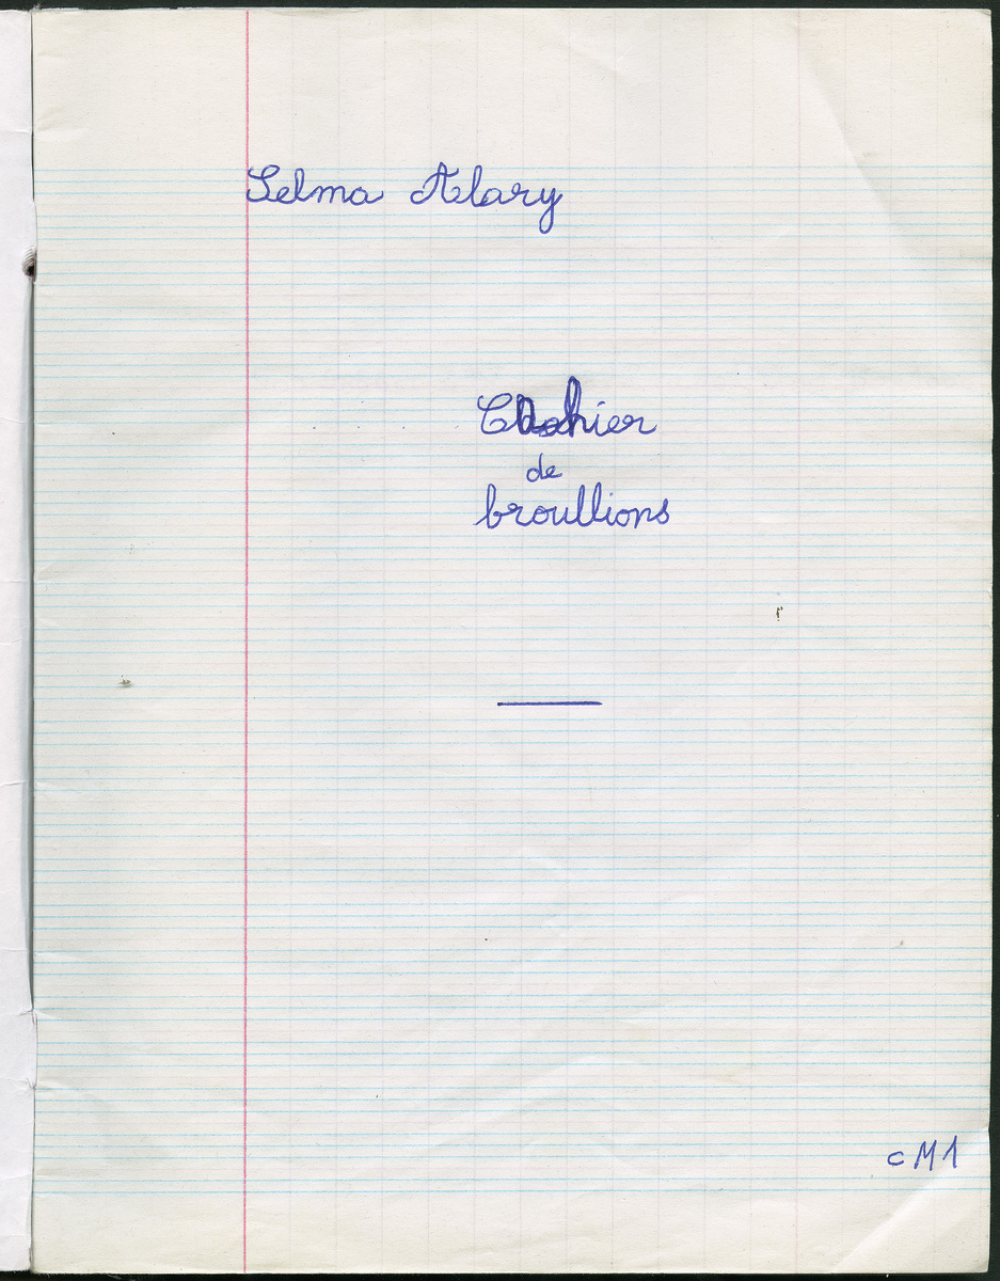 Selma Alary
Cahier
de
broullions
CM1